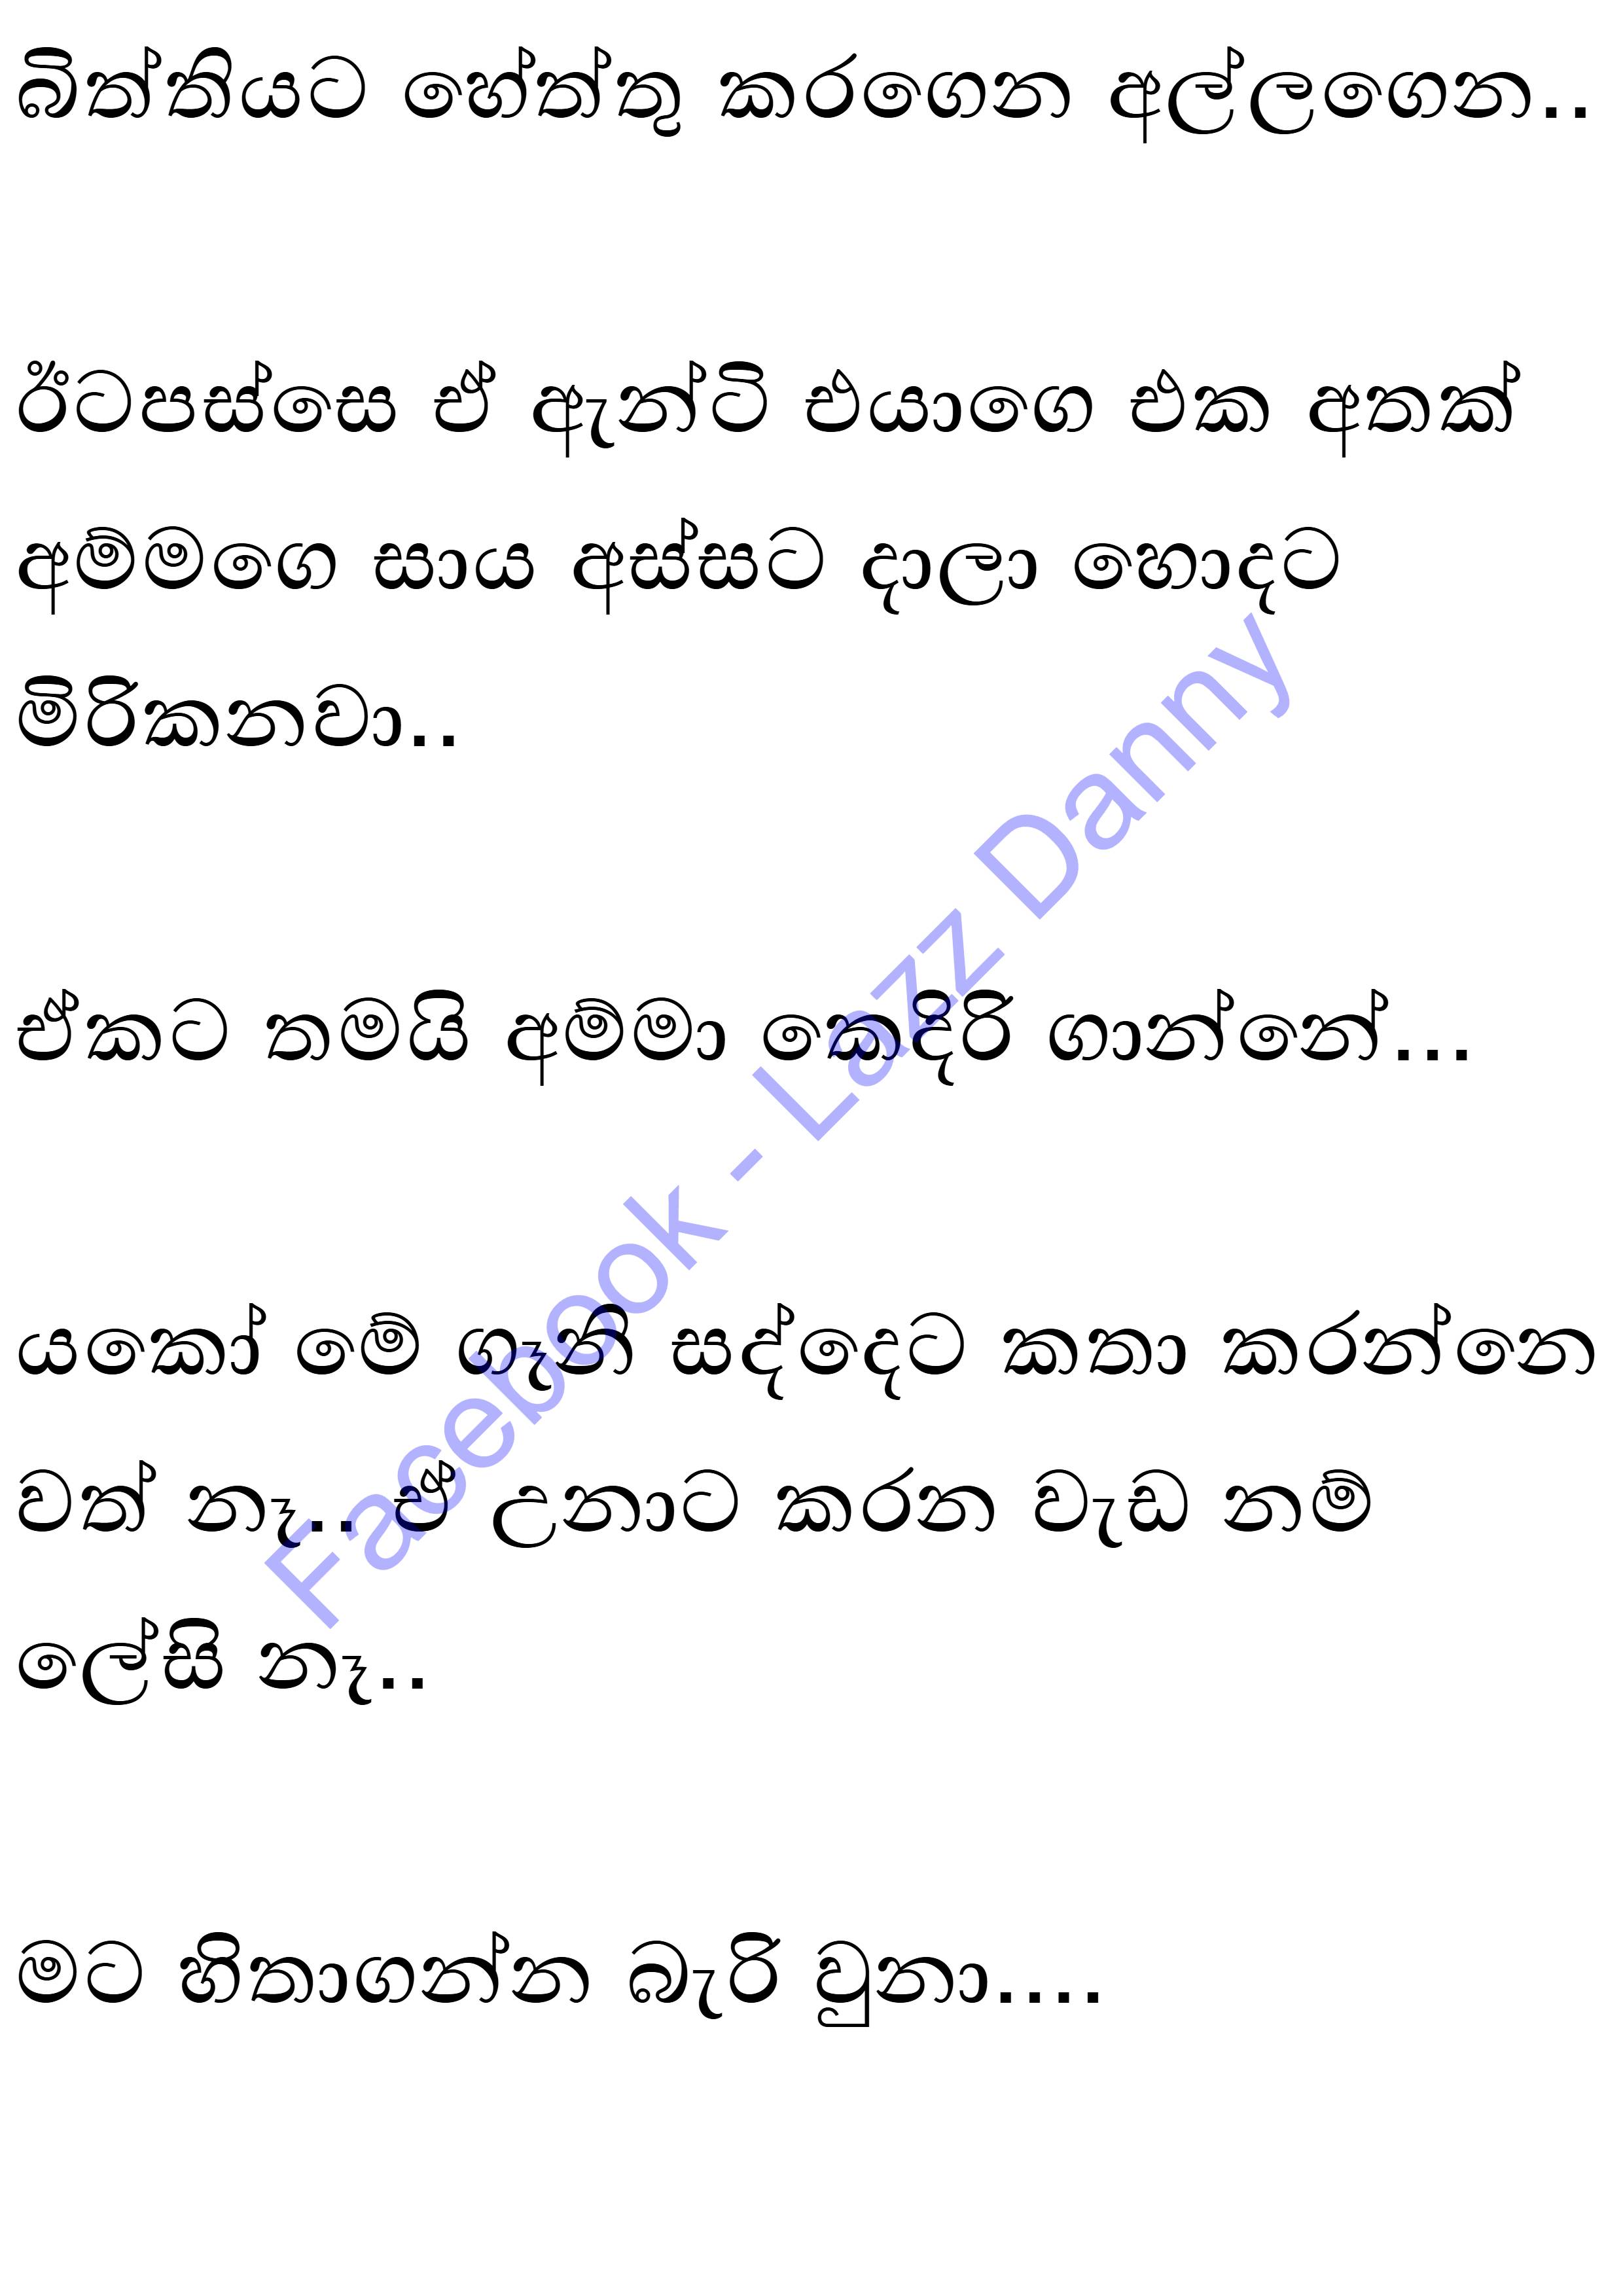 බිත්තියට හේත්තු කරගෙන අල්ලගෙන..
ඊටපස්සෙ ඒ ඇන්ටි එයාගෙ එක අතක්
අම්මගෙ සාය අස්සට දාලා හොදට
මිරිකනවා..
ඒකට තමයි අම්මා කෙදිරි ගාන්නේ...
යකෝ මේ ගෑනි සද්දෙට කතා කරන්නෙ
වත් නෑ.. ඒ උනාට කරන වැඩ නම්
ලේසි නෑ..
මට හිතාගන්න බැරි වුනා....
Facebook - Lazz Danny